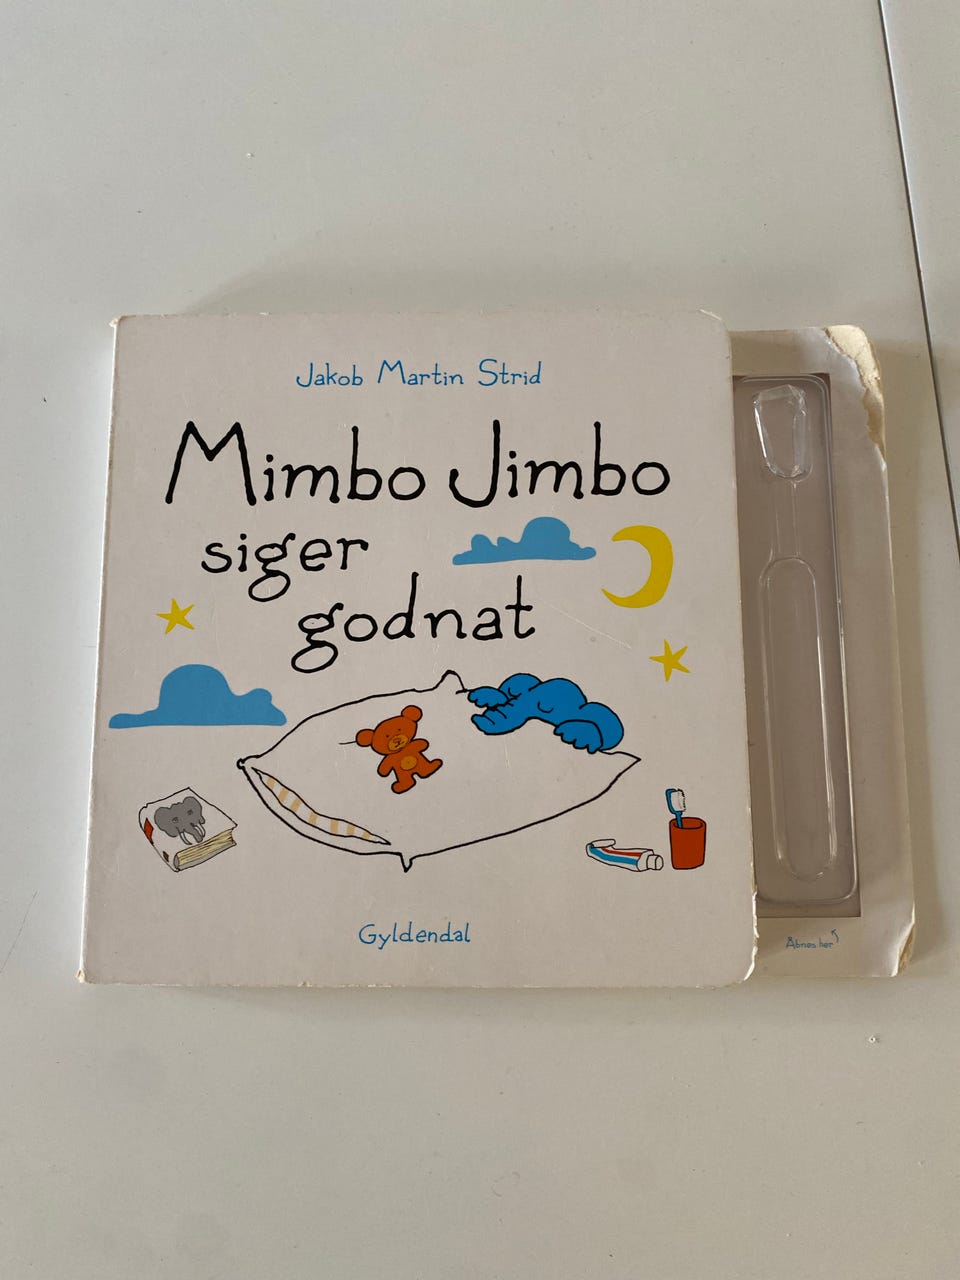 Jakob Martin Strid
Mimbo Jimbo
siger
godnat
Gyldendal
Åbnes her